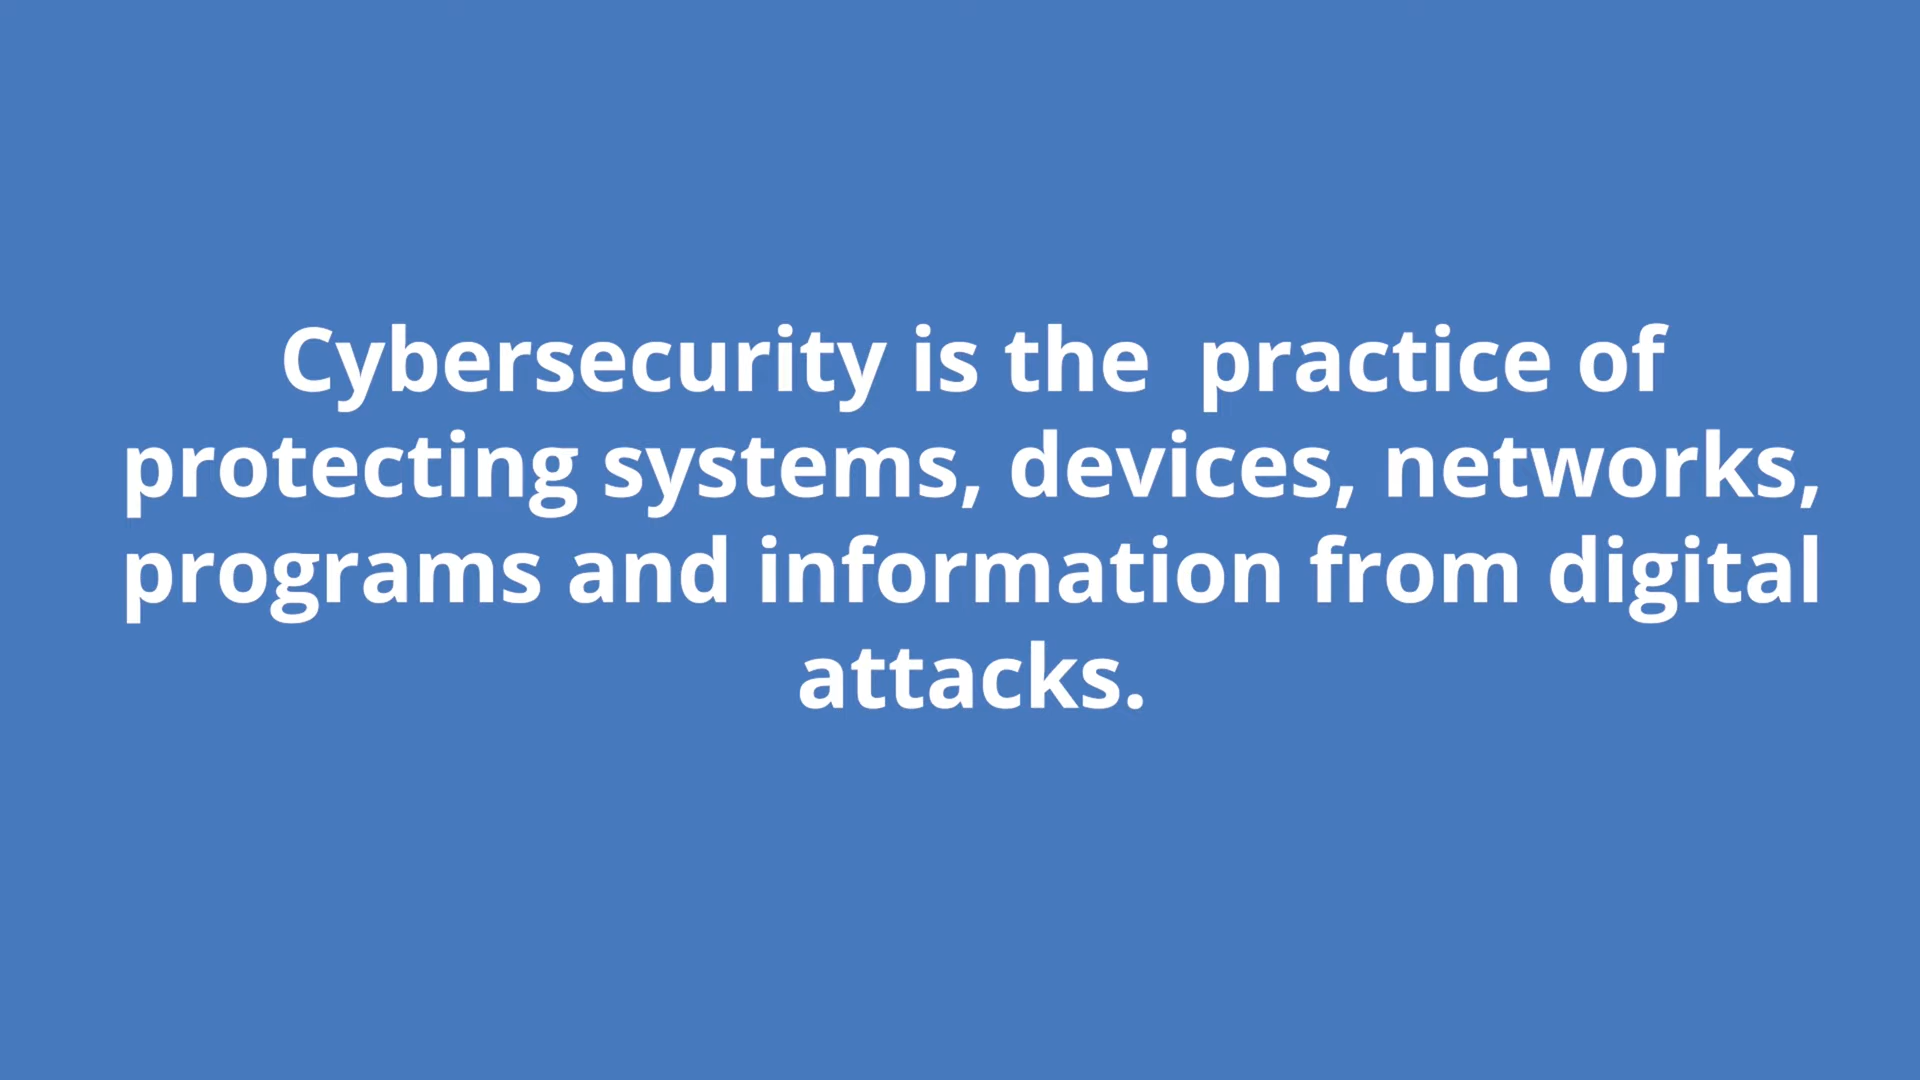 Cybersecurity is the  practice of
protecting systems, devices, networks,
programs and information from digital
attacks.